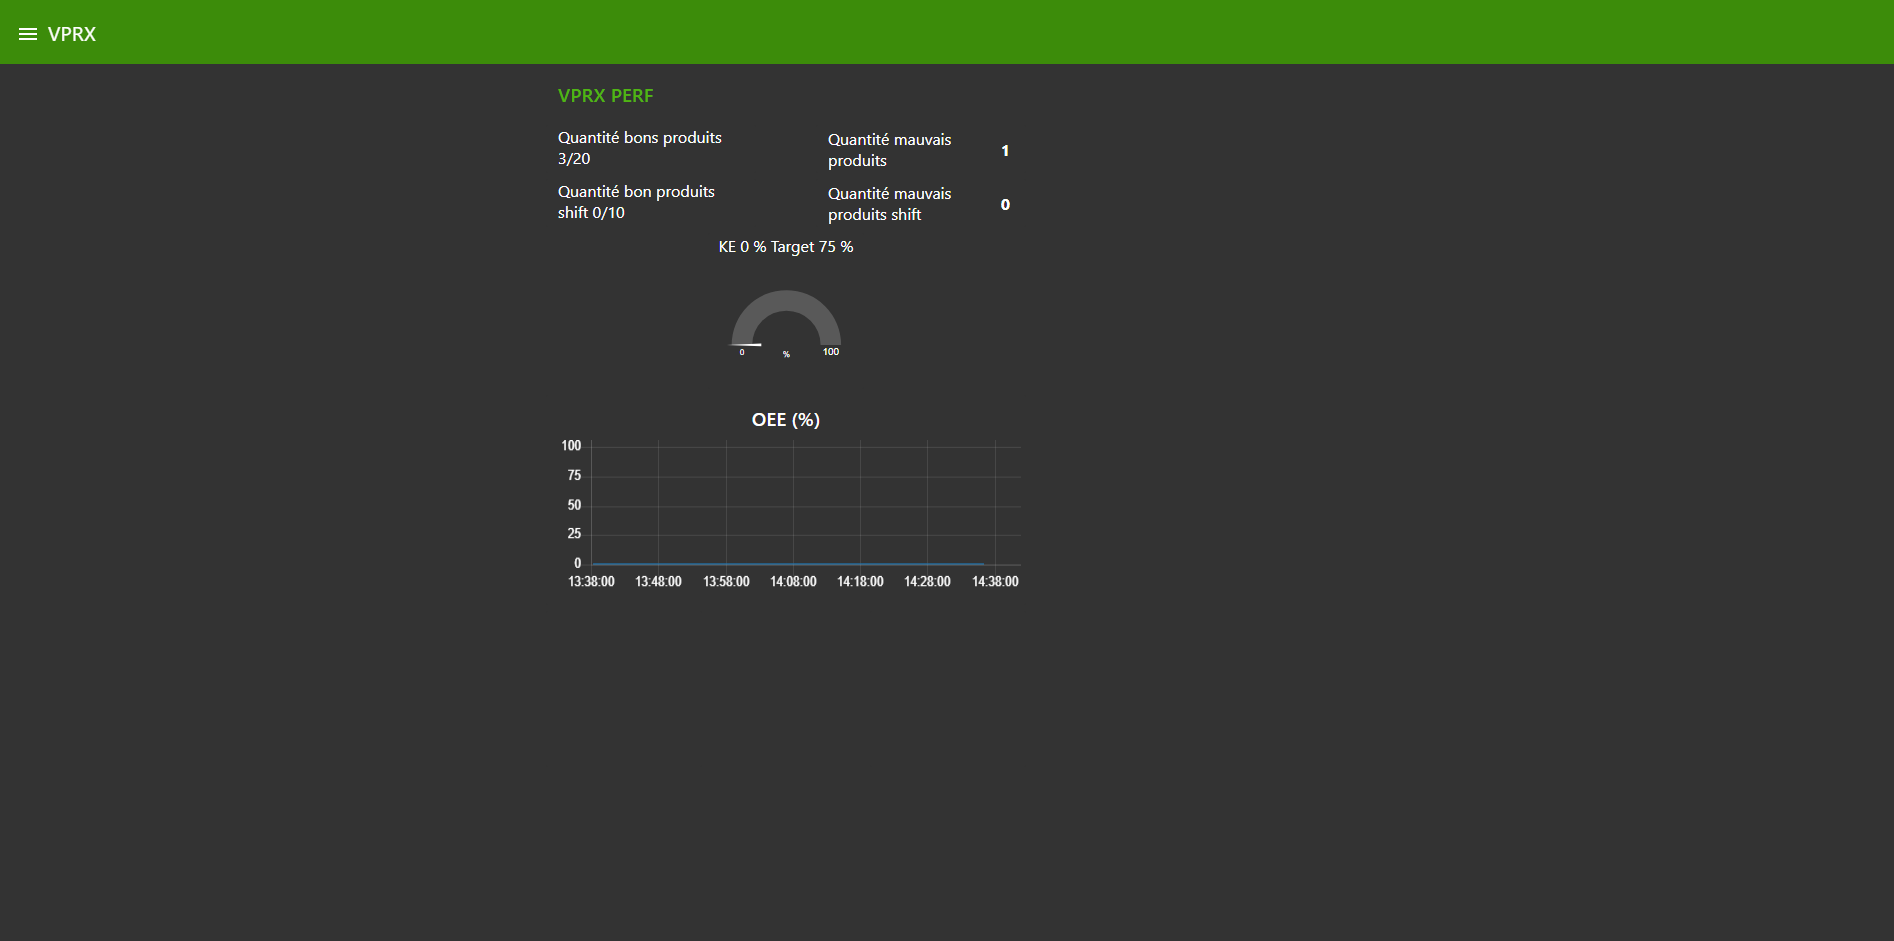 VPRX
VPRX PERF
Quantité bons produits
3/20
Quantité mauvais
produits
1
Quantité bon produits
shift 0/10
Quantité mauvais
produits shift
0
KE 0 % Target 75 %
0
%
100
OEE (%)
100
75
50
25
0
13:38:00 13:48:00 13:58:00 14:08:00 14:18:00 14:28:00 14:38:00